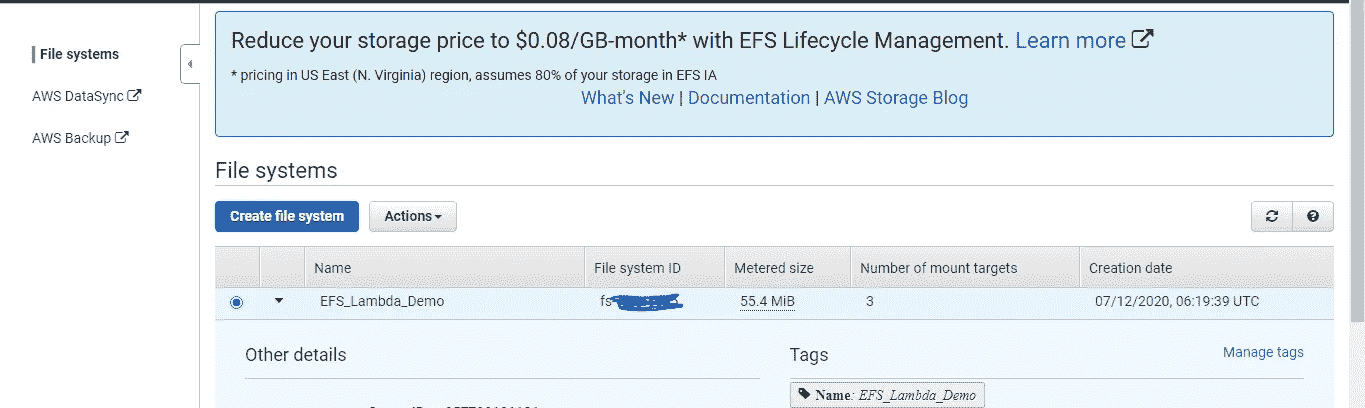 File systems
AWS DataSync
AWS Backup
Reduce your storage price to $0.08/GB-month* with EFS Lifecycle Management. Learn more
* pricing in US East (N. Virginia) region, assumes 80% of your storage in EFS IA
What's New | Documentation | AWS Storage Blog
File systems
Create file system Actions
Name File system ID Metered size Number of mount targets Creation date
EFS_Lambda_Demo fs- 55.4 MiB 3 07/12/2020, 06:19:39 UTC
Other details Tags Manage tags
Name: EFS_Lambda_Demo